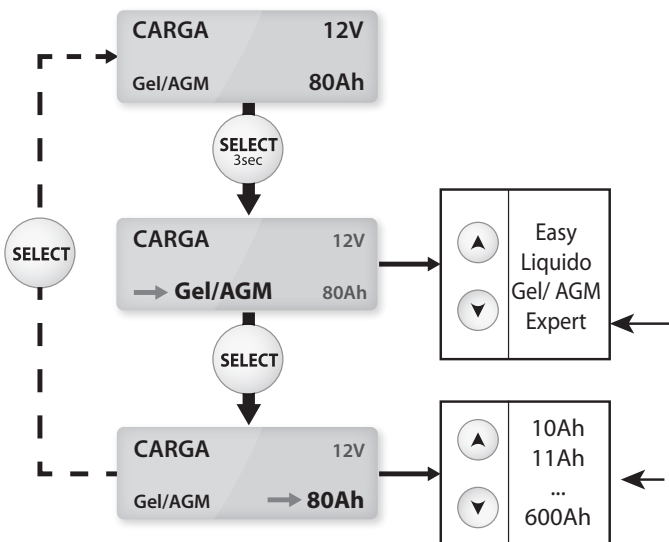 CARGA 12V
Gel/AGM 80Ah
SELECT
3sec
SELECT
CARGA 12V
Gel/AGM 80Ah
Easy
Liquido
Gel/ AGM
Expert
SELECT
CARGA 12V
Gel/AGM 80Ah
10Ah
11Ah
...
600Ah